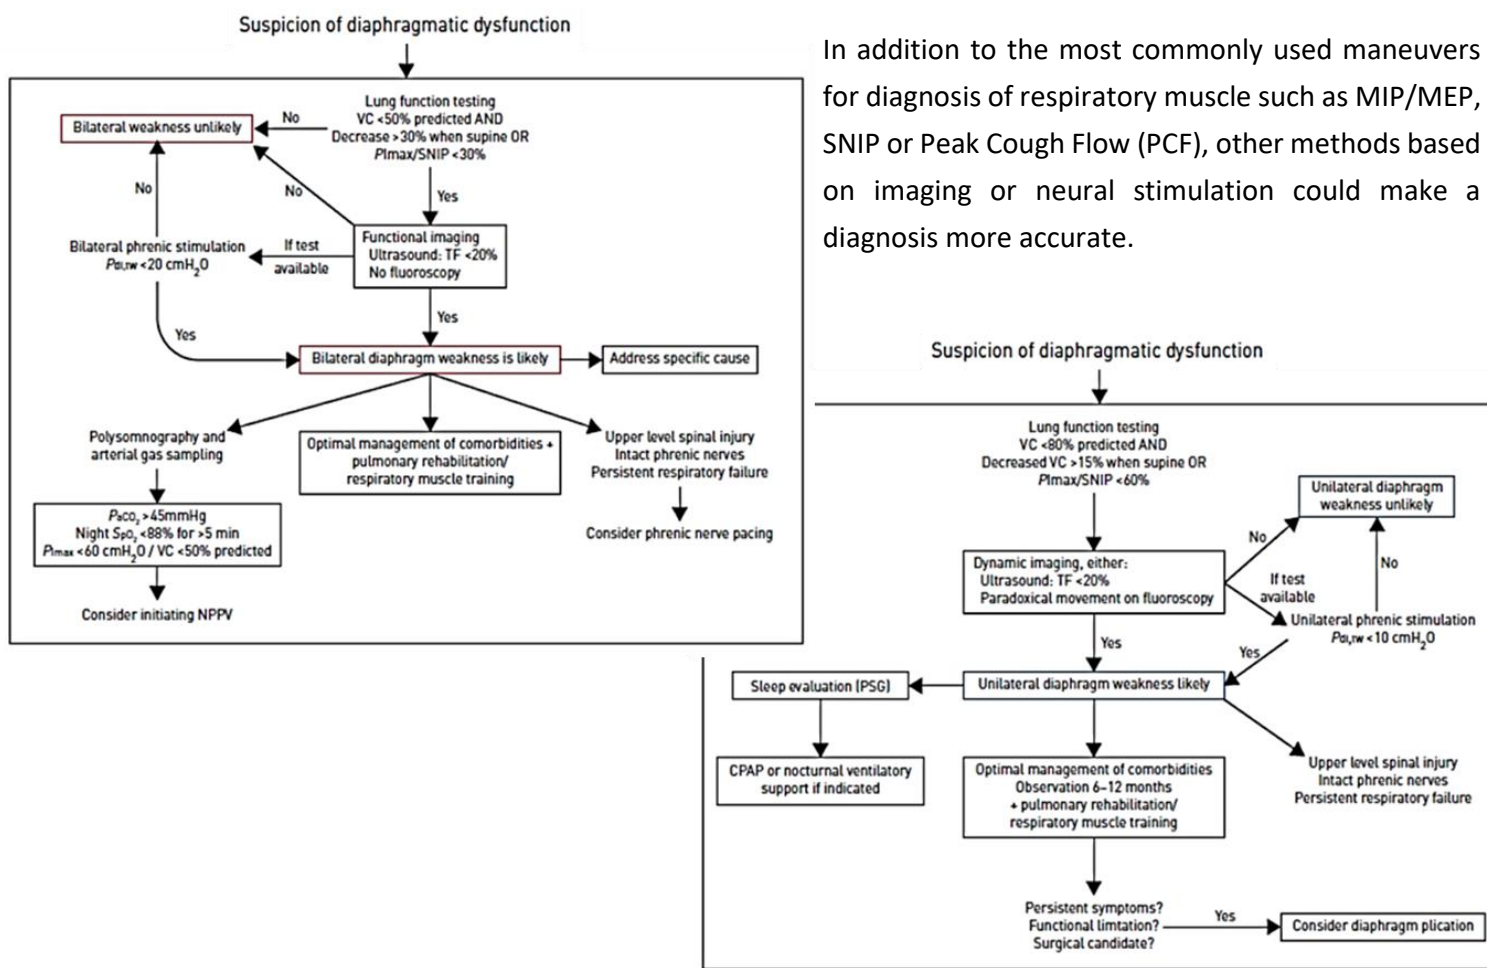 Suspicion of diaphragmatic dysfunction
Lung function testing
VC <50% predicted AND
Decrease >30% when supine OR
PImax/SNIP <30%
No
Bilateral weakness unlikely
No
No
Yes
Bilateral phrenic stimulation
Pdi,tw <20 cmH2O
If test
available
Functional imaging
Ultrasound: TF <20%
No fluoroscopy
Yes
Yes
Bilateral diaphragm weakness is likely
Address specific cause
Polysomnography and
arterial gas sampling
Optimal management of comorbidities +
pulmonary rehabilitation/
respiratory muscle training
Upper level spinal injury
Intact phrenic nerves
Persistent respiratory failure
PaCO2 >45mmHg
Night SpO2 <88% for >5 min
PImax <60 cmH2O / VC <50% predicted
Consider phrenic nerve pacing
Consider initiating NPPV
In addition to the most commonly used maneuvers
for diagnosis of respiratory muscle such as MIP/MEP,
SNIP or Peak Cough Flow (PCF), other methods based
on imaging or neural stimulation could make a
diagnosis more accurate.
Suspicion of diaphragmatic dysfunction
Lung function testing
VC <80% predicted AND
Decreased VC >15% when supine OR
PImax/SNIP <60%
Unilateral diaphragm
weakness unlikely
No
No
Dynamic imaging, either:
Ultrasound: TF <20%
Paradoxical movement on fluoroscopy
If test
available
Unilateral phrenic stimulation
Pdi,tw <10 cmH2O
Yes
Yes
Sleep evaluation (PSG)
Unilateral diaphragm weakness likely
CPAP or nocturnal ventilatory
support if indicated
Optimal management of comorbidities
Observation 6–12 months
+ pulmonary rehabilitation/
respiratory muscle training
Upper level spinal injury
Intact phrenic nerves
Persistent respiratory failure
Persistent symptoms?
Functional limtation?
Surgical candidate?
Yes
Consider diaphragm plication